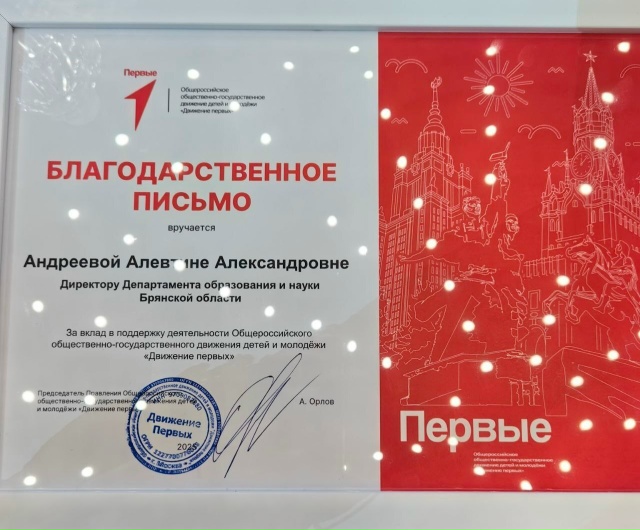 Первые
Общероссийское
общественно-государственное
движение детей и молодёжи
«Движение первых»
БЛАГОДАРСТВЕННОЕ
ПИСЬМО
вручается
Андреевой Алевтине Александровне
Директору Департамента образования и науки
Брянской области
За вклад в поддержку деятельности Общероссийского
общественно-государственного движения детей и молодёжи
«Движение первых»
Председатель Правления
общественно-государственного движения детей
и молодёжи «Движение
А. Орлов
Движение
Первых
г. Москва
Первые
Общероссийское
общественно-государственное
движение детей и молодёжи
«Движение первых»